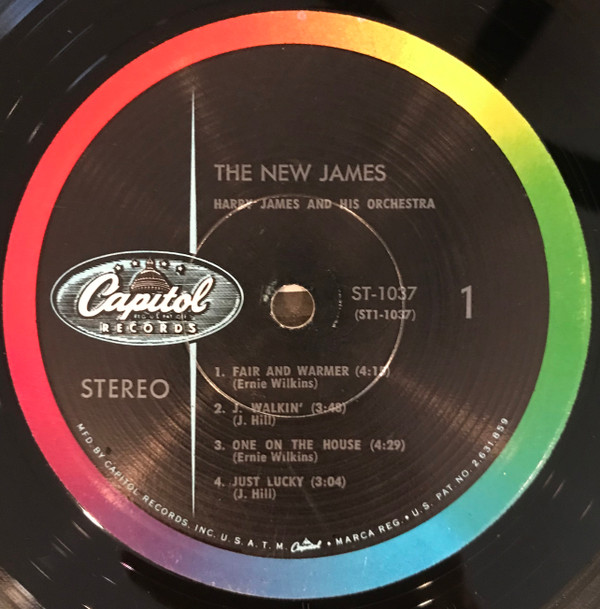 THE NEW JAMES
HARRY JAMES AND HIS ORCHESTRA
Capitol
RECORDS
ST-1037
(ST1-1037)
1
STEREO
1. FAIR AND WARMER (4:15)
(Ernie Wilkins)
2. J. WALKIN' (3:48)
(J. Hill)
3. ONE ON THE HOUSE (4:29)
(Ernie Wilkins)
4. JUST LUCKY (3:04)
(J. Hill)
MFD. BY CAPITOL RECORDS, INC. U.S.A. T.M. Capitol • MARCA REG. • U.S. PAT. NO. 2,631,859